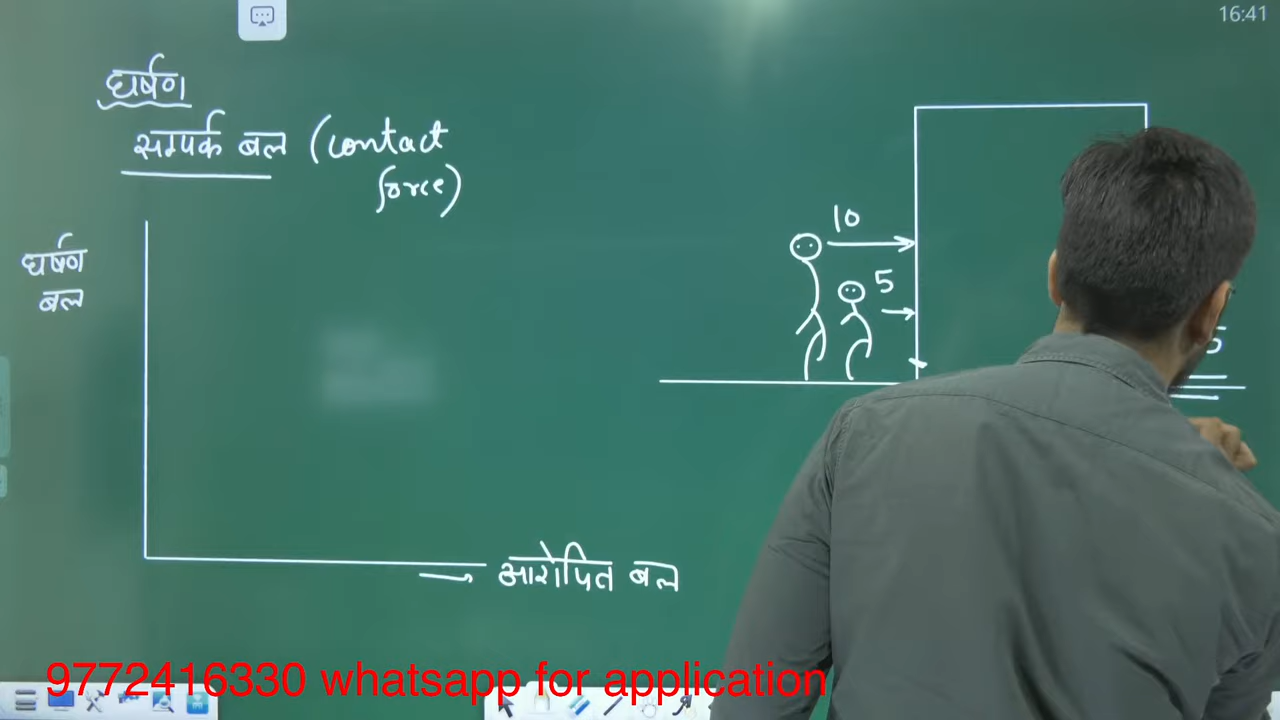 16:41
घर्षण
सम्पर्क बल (contact
force)
घर्षण
बल
10
5
5
→ आरोपित बल
9772416330 whatsapp for application